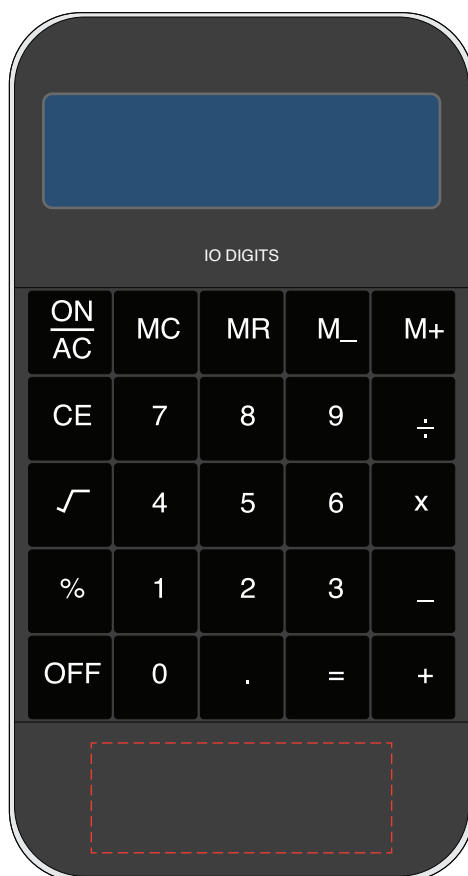 IO DIGITS
ON
AC
MC MR M_ M+
CE 7 8 9 ÷
√ 4 5 6 x
% 1 2 3 _
OFF 0 . = +